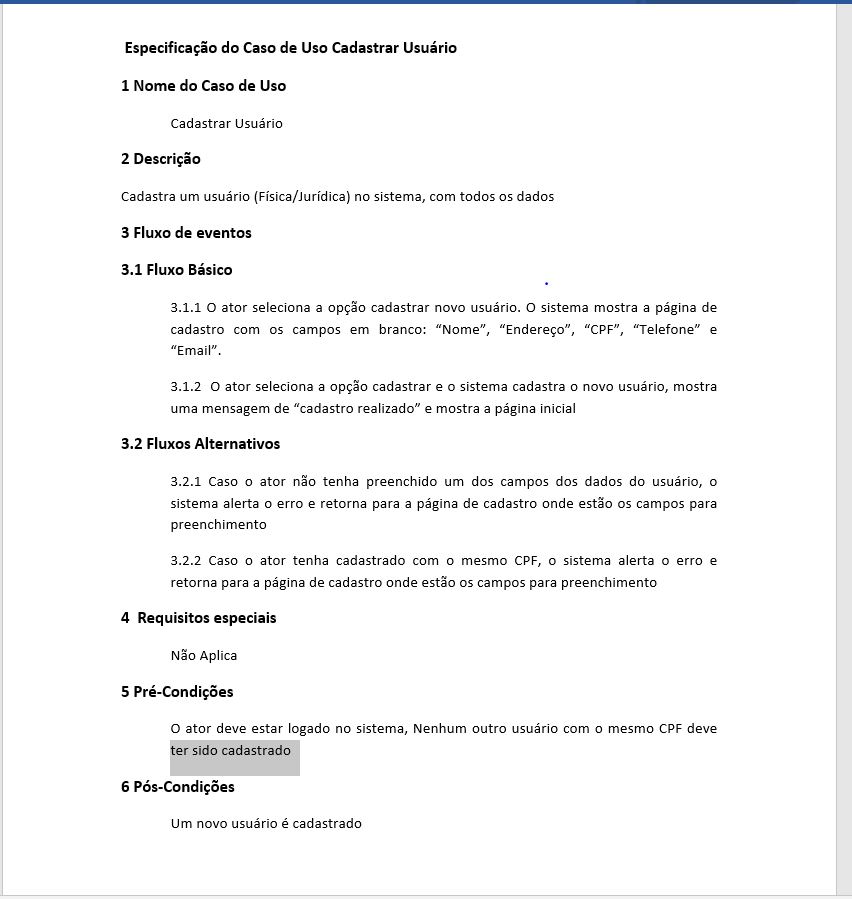 Especificação do Caso de Uso Cadastrar Usuário
1 Nome do Caso de Uso
Cadastrar Usuário
2 Descrição
Cadastra um usuário (Física/Jurídica) no sistema, com todos os dados
3 Fluxo de eventos
3.1 Fluxo Básico
3.1.1 O ator seleciona a opção cadastrar novo usuário. O sistema mostra a página de
cadastro com os campos em branco: “Nome”, “Endereço”, “CPF”, “Telefone” e
“Email”.
3.1.2 O ator seleciona a opção cadastrar e o sistema cadastra o novo usuário, mostra
uma mensagem de “cadastro realizado” e mostra a página inicial
3.2 Fluxos Alternativos
3.2.1 Caso o ator não tenha preenchido um dos campos dos dados do usuário, o
sistema alerta o erro e retorna para a página de cadastro onde estão os campos para
preenchimento
3.2.2 Caso o ator tenha cadastrado com o mesmo CPF, o sistema alerta o erro e
retorna para a página de cadastro onde estão os campos para preenchimento
4 Requisitos especiais
Não Aplica
5 Pré-Condições
O ator deve estar logado no sistema, Nenhum outro usuário com o mesmo CPF deve
ter sido cadastrado
6 Pós-Condições
Um novo usuário é cadastrado